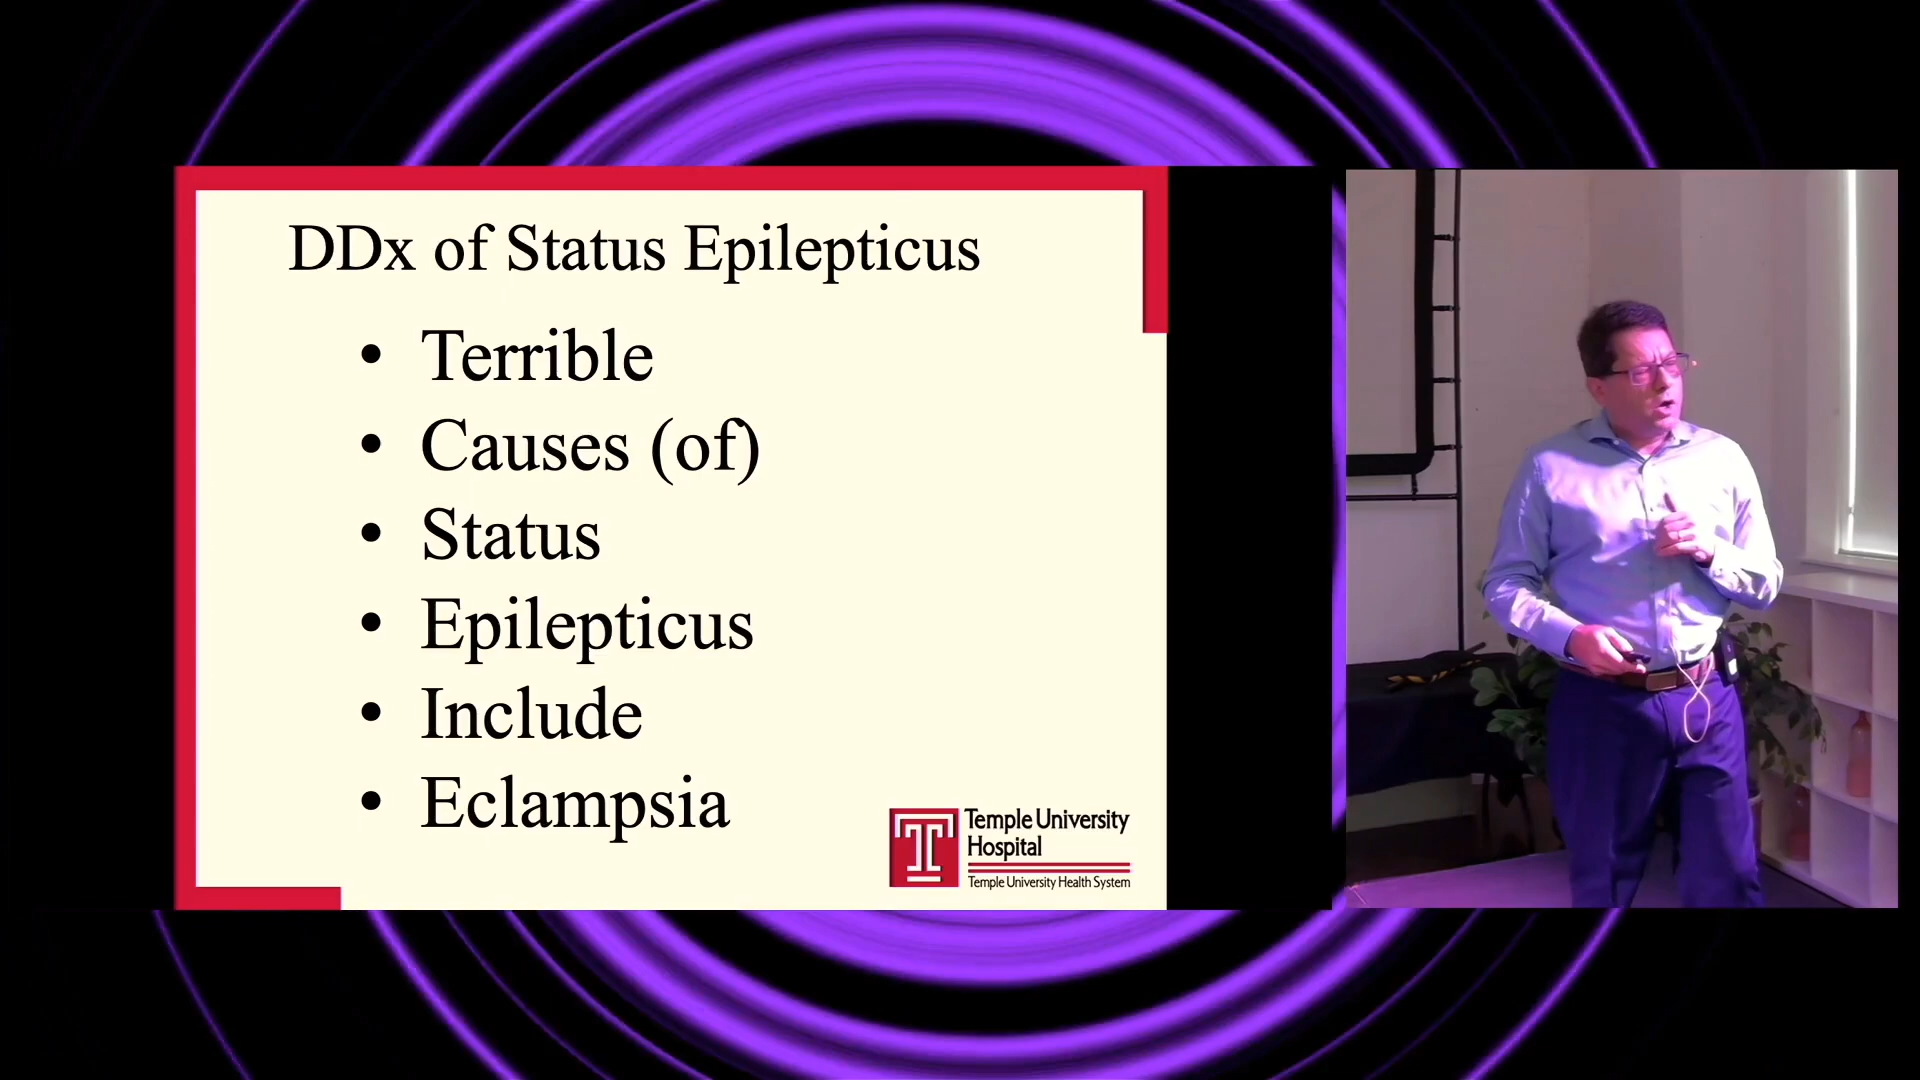 DDx of Status Epilepticus
• Terrible
• Causes (of)
• Status
• Epilepticus
• Include
• Eclampsia
Temple University
Hospital
Temple University Health System